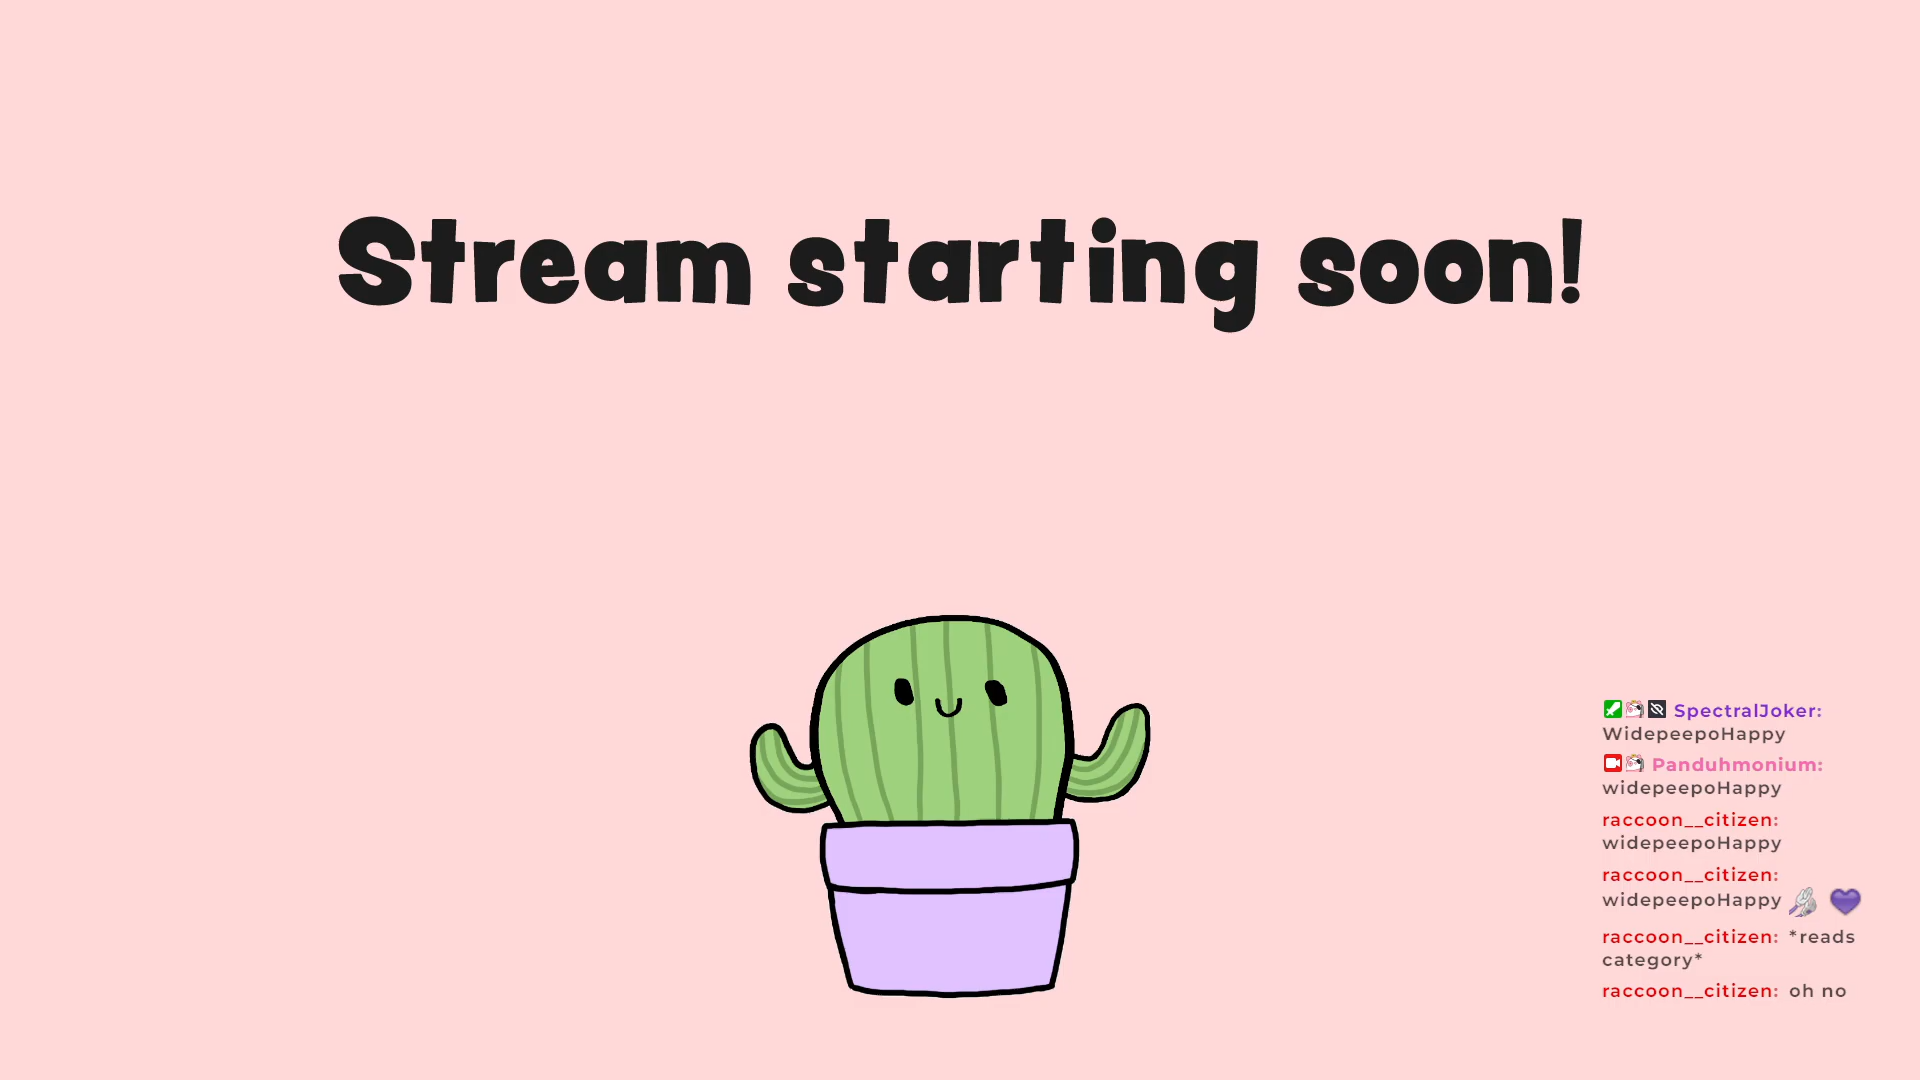 Stream starting soon!
SpectralJoker:
WidepeepoHappy
Panduhmonium:
widepeepoHappy
raccoon__citizen:
widepeepoHappy
raccoon__citizen:
widepeepoHappy
raccoon__citizen: *reads
category*
raccoon__citizen: oh no